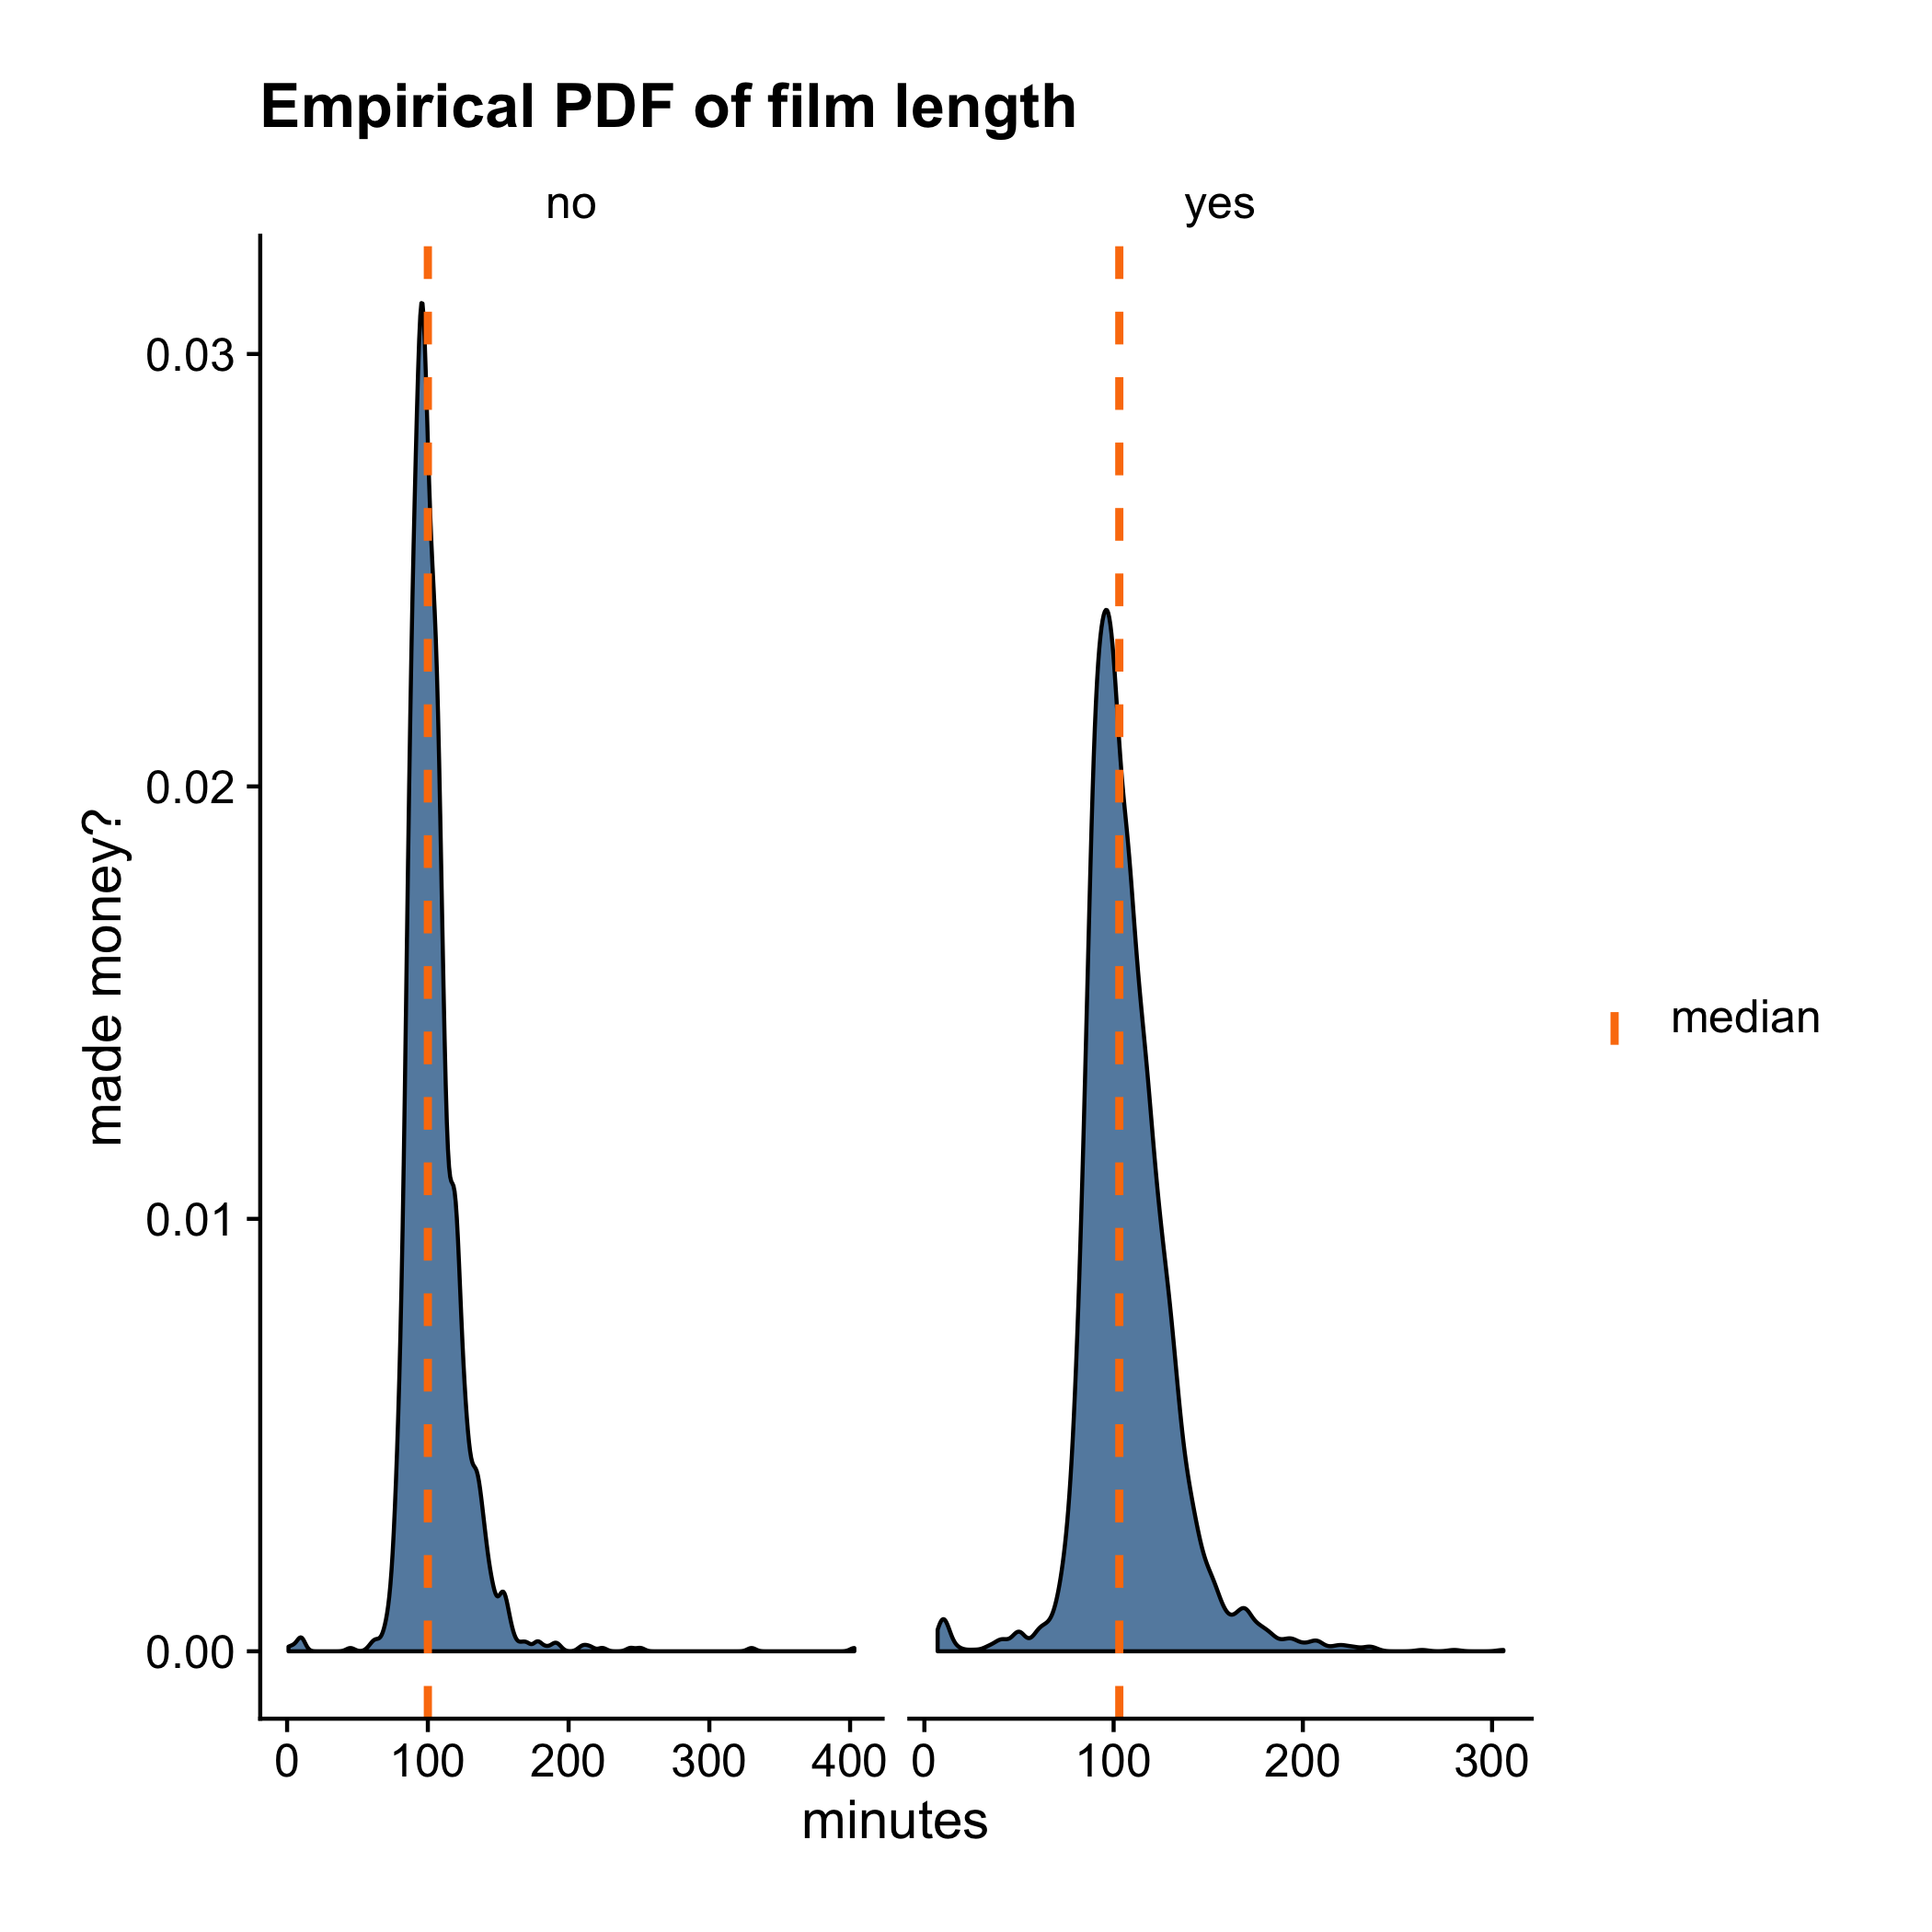 Empirical PDF of film length
no
yes
0.03
0.02
0.01
0.00
made money?
0 100 200 300 400
0 100 200 300
minutes
median